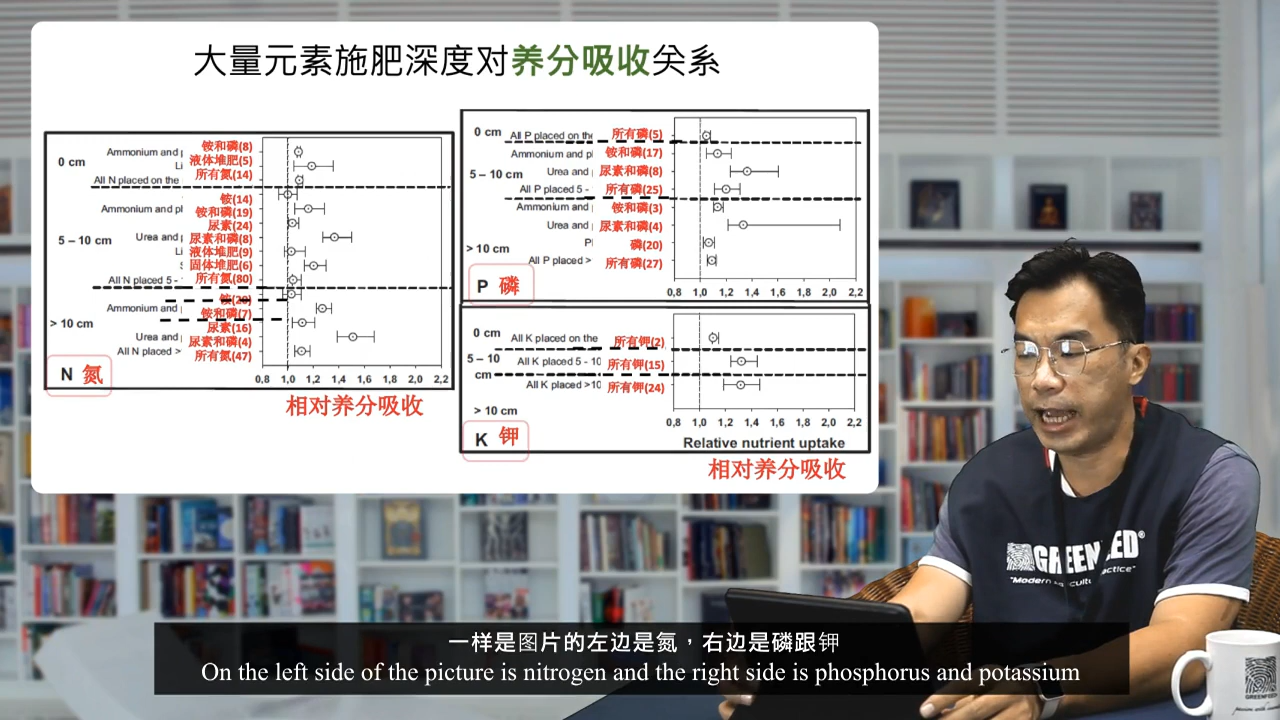 大量元素施肥深度对养分吸收关系
0 cm
Ammonium and
铵和磷(8)
液体堆肥(5)
All N placed on the
所有氮(14)
5 – 10 cm
铵(14)
Ammonium and pl
铵和磷(19)
尿素(24)
Urea and
尿素和磷(8)
液体堆肥(9)
固体堆肥(6)
All N placed 5 -
所有氮(80)
> 10 cm
铵(20)
Ammonium and
铵和磷(7)
尿素(16)
Urea and
尿素和磷(4)
All N placed >
所有氮(47)
N 氮
0,8 1,0 1,2 1,4 1,6 1,8 2,0 2,2
相对养分吸收
0 cm
All P placed on the
所有磷(5)
5 – 10 cm
Ammonium and pl
铵和磷(17)
Urea and
尿素和磷(8)
All P placed 5 -
所有磷(25)
> 10 cm
Ammonium and
铵和磷(3)
Urea and
尿素和磷(4)
磷(20)
All P placed >
所有磷(27)
P 磷
0,8 1,0 1,2 1,4 1,6 1,8 2,0 2,2
0 cm
All K placed on the
所有钾(2)
5 – 10
cm
All K placed 5 - 10
所有钾(15)
All K placed >10
所有钾(24)
> 10 cm
K 钾
0,8 1,0 1,2 1,4 1,6 1,8 2,0 2,2
Relative nutrient uptake
相对养分吸收
一样是图片的左边是氮，右边是磷跟钾
On the left side of the picture is nitrogen and the right side is phosphorus and potassium